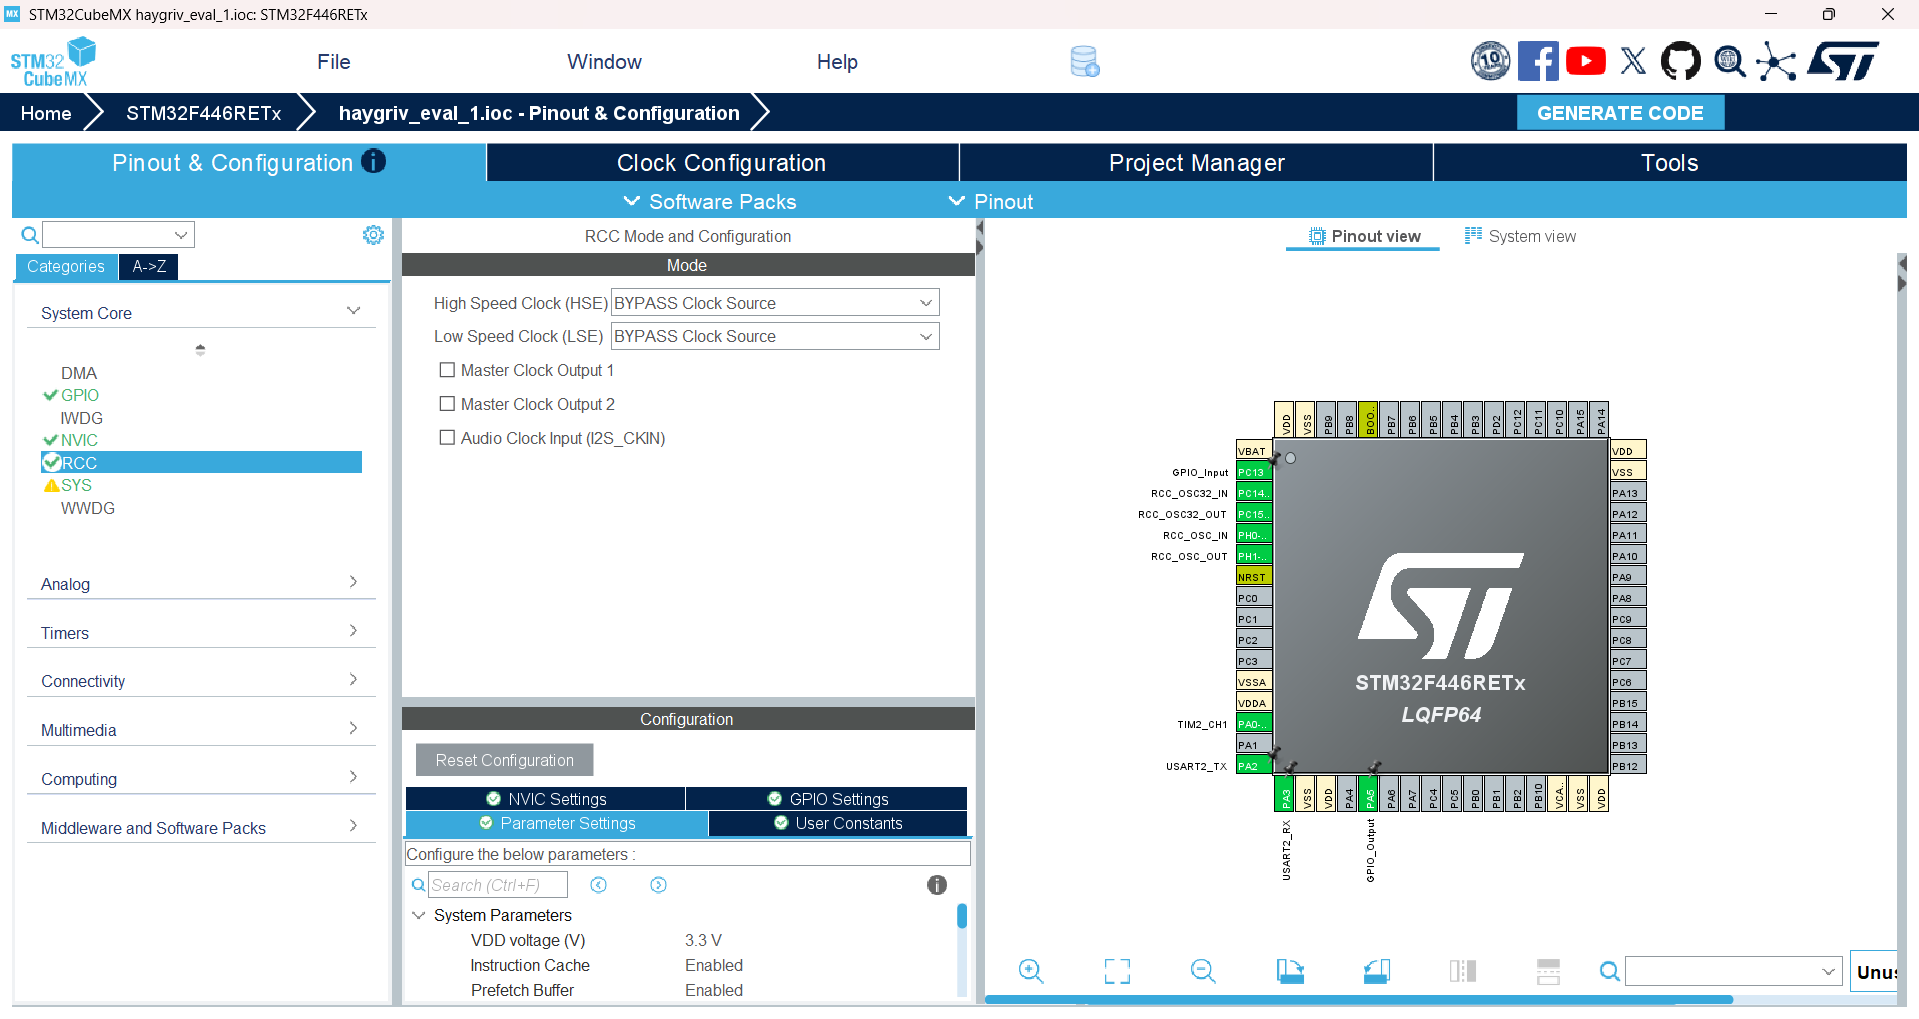 MX STM32CubeMX haygriv_eval_1.ioc: STM32F446RETx
STM32
CubeMX
File
Window
Help
10
Home
STM32F446RETx
haygriv_eval_1.ioc - Pinout & Configuration
GENERATE CODE
Pinout & Configuration
Clock Configuration
Project Manager
Tools
Software Packs
Pinout
Categories
A->Z
System Core
DMA
GPIO
IWDG
NVIC
RCC
SYS
WWDG
Analog
Timers
Connectivity
Multimedia
Computing
Middleware and Software Packs
RCC Mode and Configuration
Mode
High Speed Clock (HSE) BYPASS Clock Source
Low Speed Clock (LSE) BYPASS Clock Source
Master Clock Output 1
Master Clock Output 2
Audio Clock Input (I2S_CKIN)
Configuration
Reset Configuration
NVIC Settings
GPIO Settings
Parameter Settings
User Constants
Configure the below parameters :
Search (Ctrl+F)
System Parameters
VDD voltage (V) 3.3 V
Instruction Cache Enabled
Prefetch Buffer Enabled
Pinout view
System view
VDD
VSS
PB9
PB8
BOO..
PB7
PB6
PB5
PB4
PB3
PD2
PC12
PC11
PC10
PA15
PA14
VBAT
GPIO_Input PC13
RCC_OSC32_IN PC14..
RCC_OSC32_OUT PC15..
RCC_OSC_IN PH0-..
RCC_OSC_OUT PH1-..
NRST
PC0
PC1
PC2
PC3
VSSA
VDDA
TIM2_CH1 PA0-..
PA1
USART2_TX PA2
VDD
VSS
PA13
PA12
PA11
PA10
PA9
PA8
PC9
PC8
PC7
PC6
PB15
PB14
PB13
PB12
STM32F446RETx
LQFP64
PA3
VSS
VDD
PA4
PA5
PA6
PA7
PC4
PC5
PB0
PB1
PB2
PB10
VCA..
VSS
VDD
USART2_RX
GPIO_Output
Unus